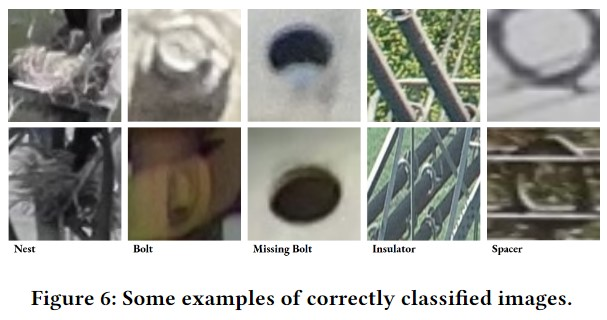 Nest Bolt Missing Bolt Insulator Spacer
Figure 6: Some examples of correctly classified images.